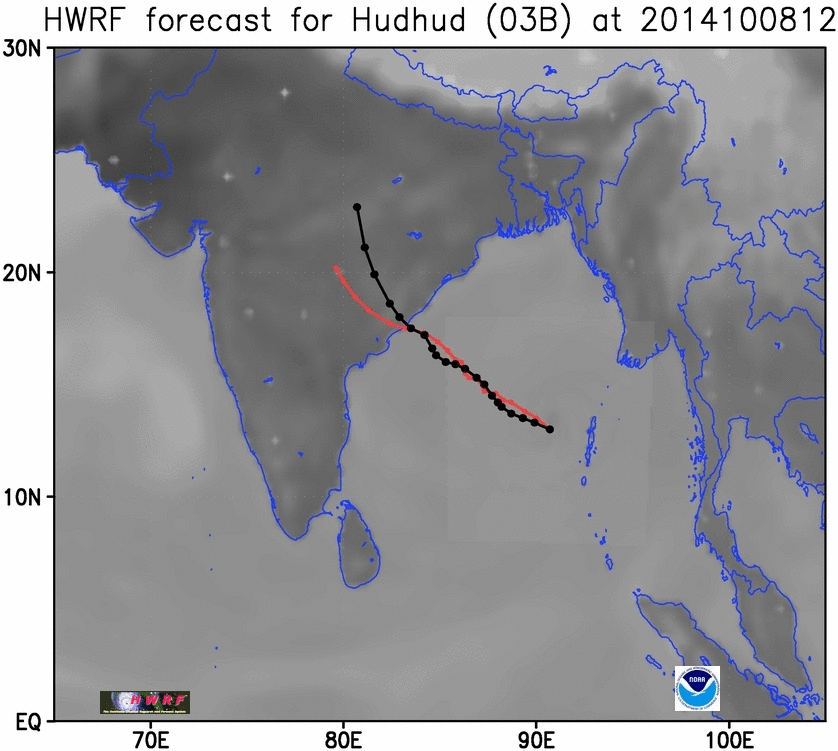 HWRF forecast for Hudhud (03B) at 2014100812
30N
20N
10N
EQ
70E
80E
90E
100E
HWRF
NOAA